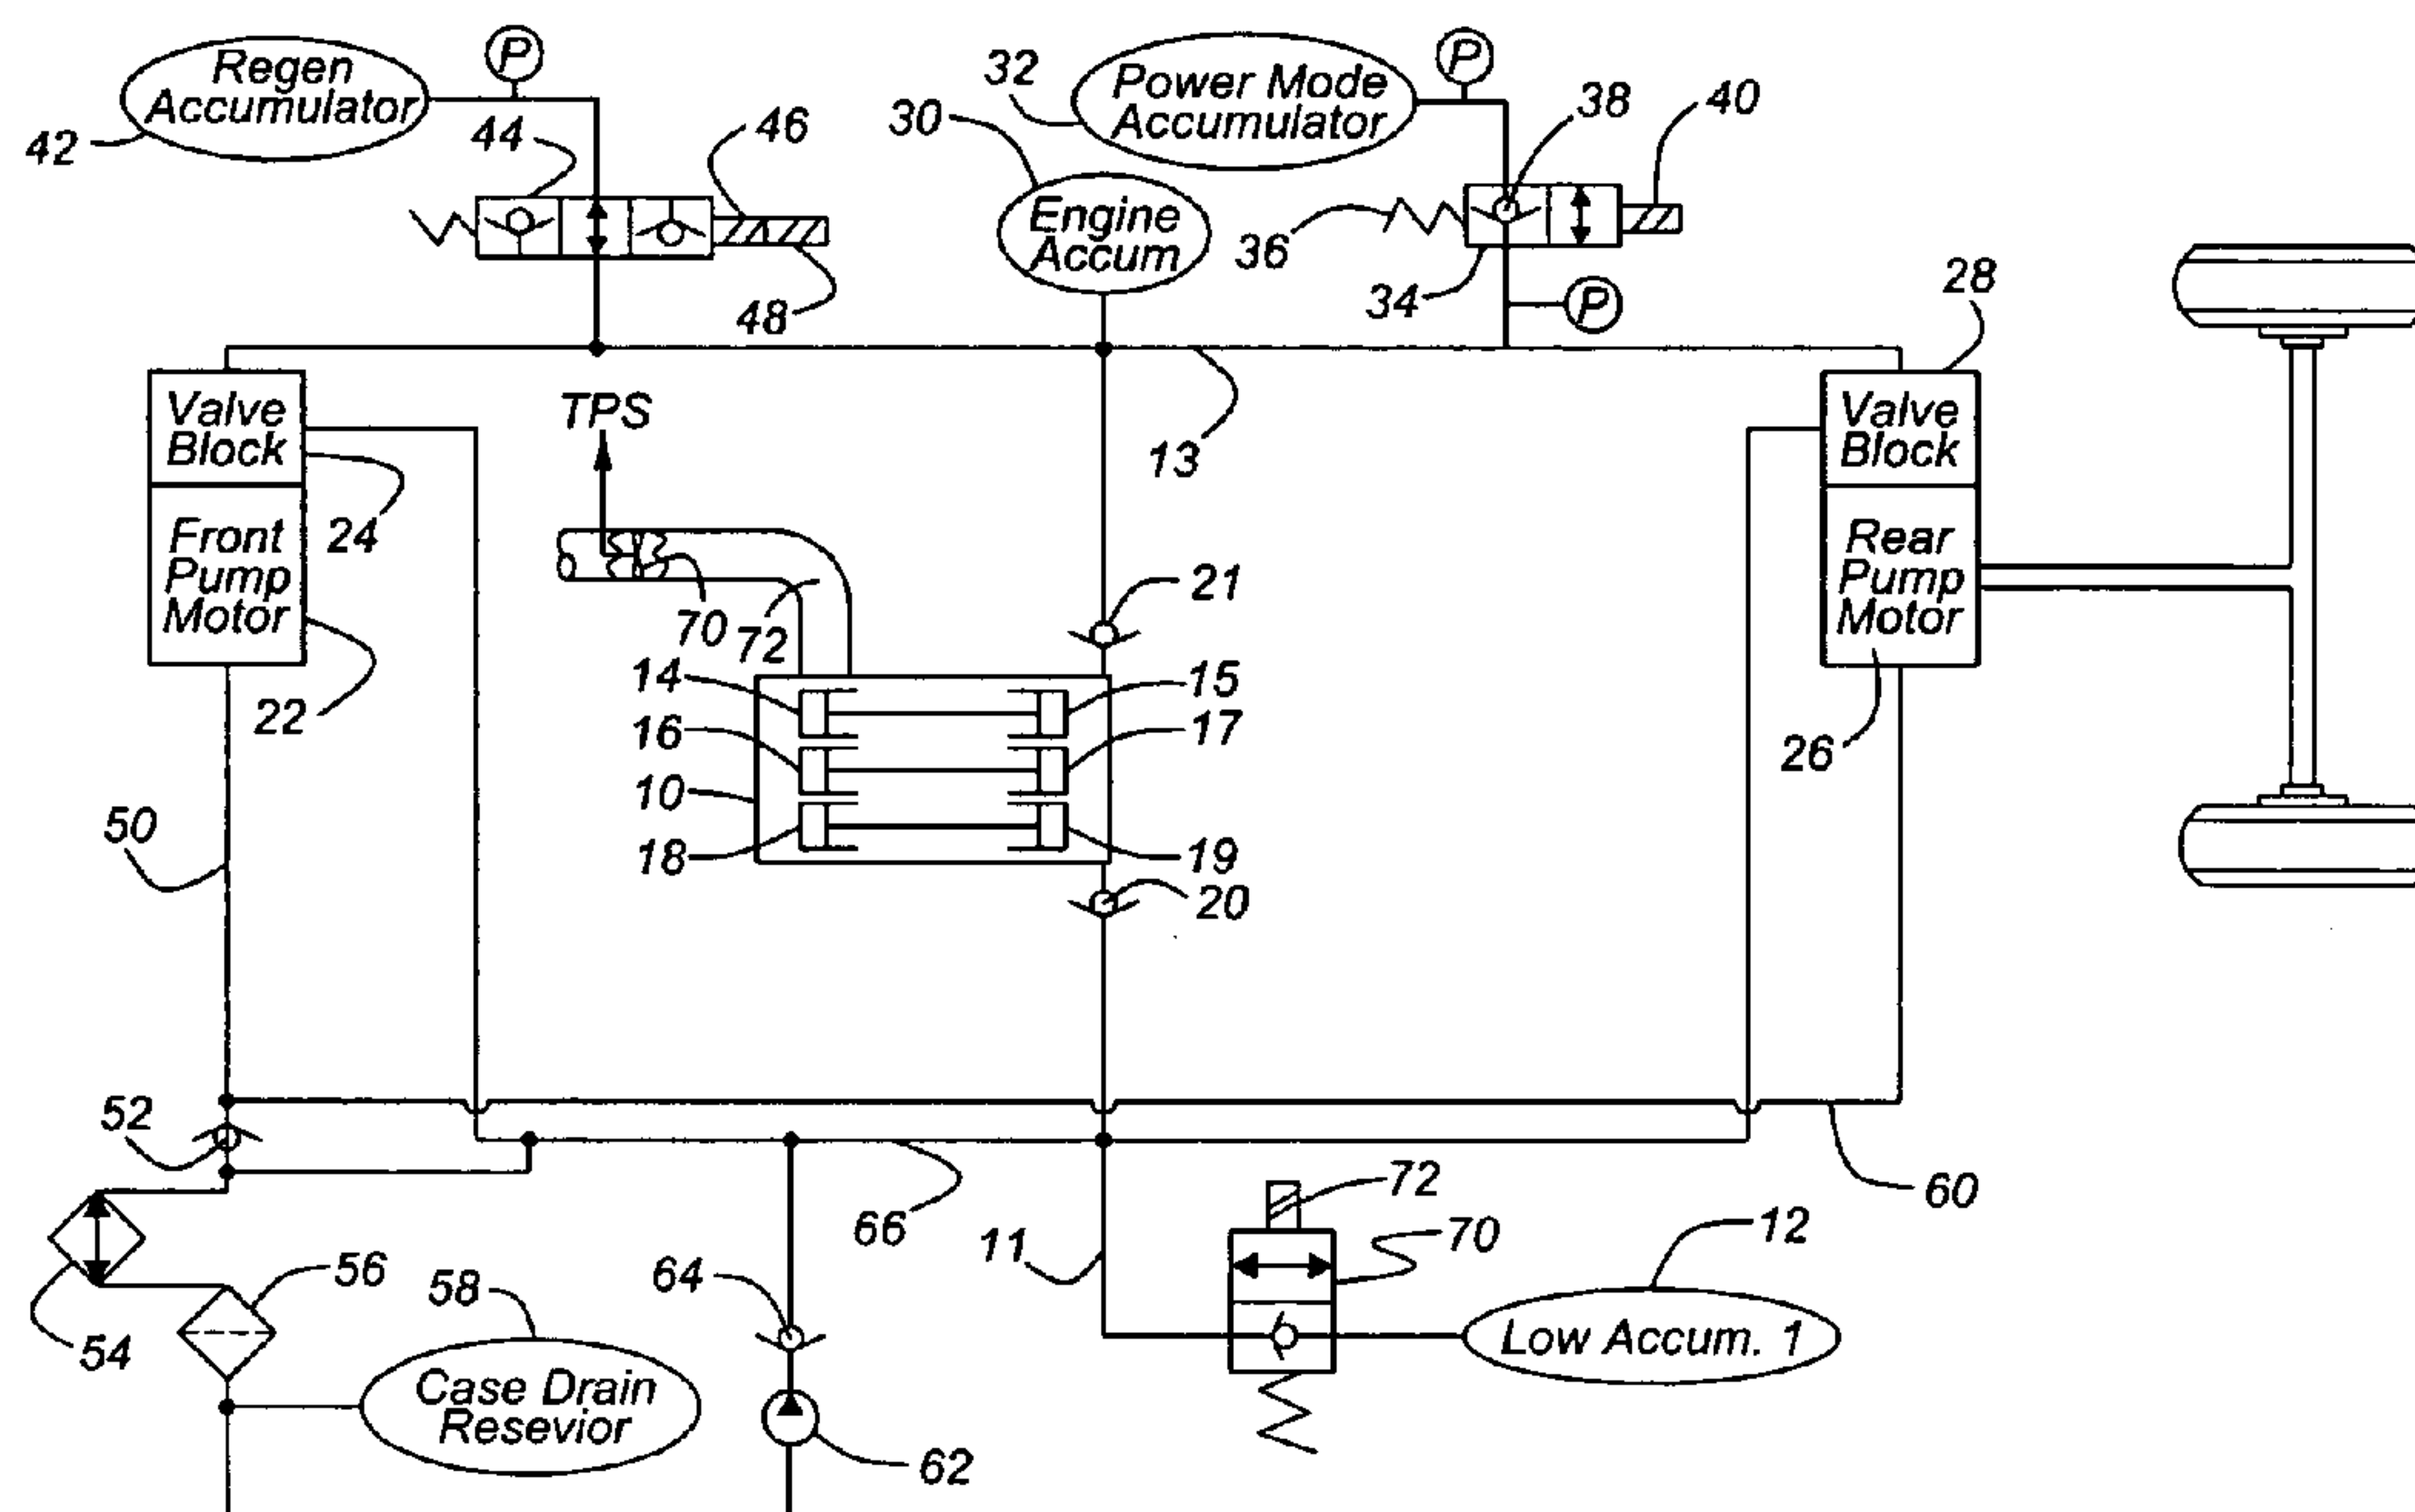 Regen
Accumulator
P
42
44
46
48
32
30
Power Mode
Accumulator
P
38
40
Engine
Accum
36
34
P
28
Valve
Block
24
TPS
13
Valve
Block
Front
Pump
Motor
22
70
72
21
Rear
Pump
Motor
26
14
15
16
17
10
18
19
20
50
52
66
60
11
72
70
12
54
56
58
64
Low Accum. 1
Case Drain
Resevior
62